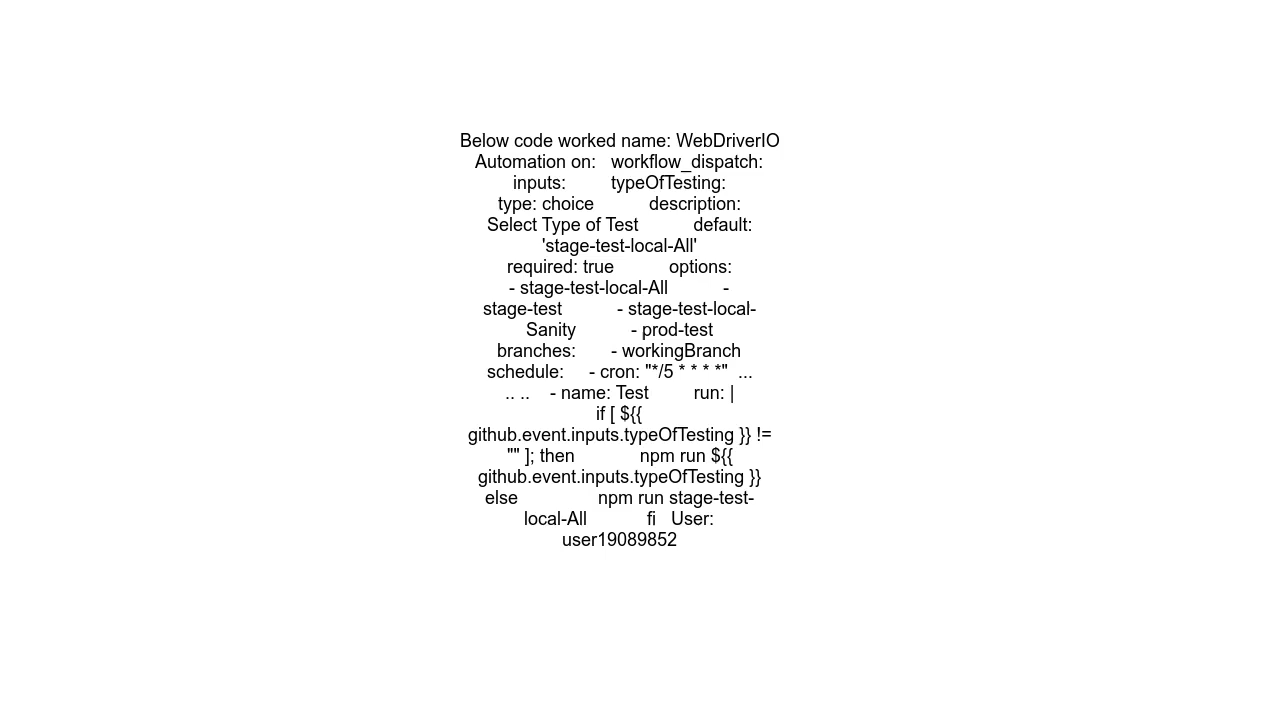 Below code worked name: WebDriverIO
Automation on: workflow_dispatch:
inputs: typeOfTesting:
type: choice description:
Select Type of Test default:
'stage-test-local-All'
required: true options:
- stage-test-local-All -
stage-test - stage-test-local-
Sanity - prod-test
branches: - workingBranch
schedule: - cron: "*/5 * * * *" ...
.. .. - name: Test run: |
if [ ${{
github.event.inputs.typeOfTesting }} !=
"" ]; then npm run ${{
github.event.inputs.typeOfTesting }}
else npm run stage-test-
local-All fi User:
user19089852